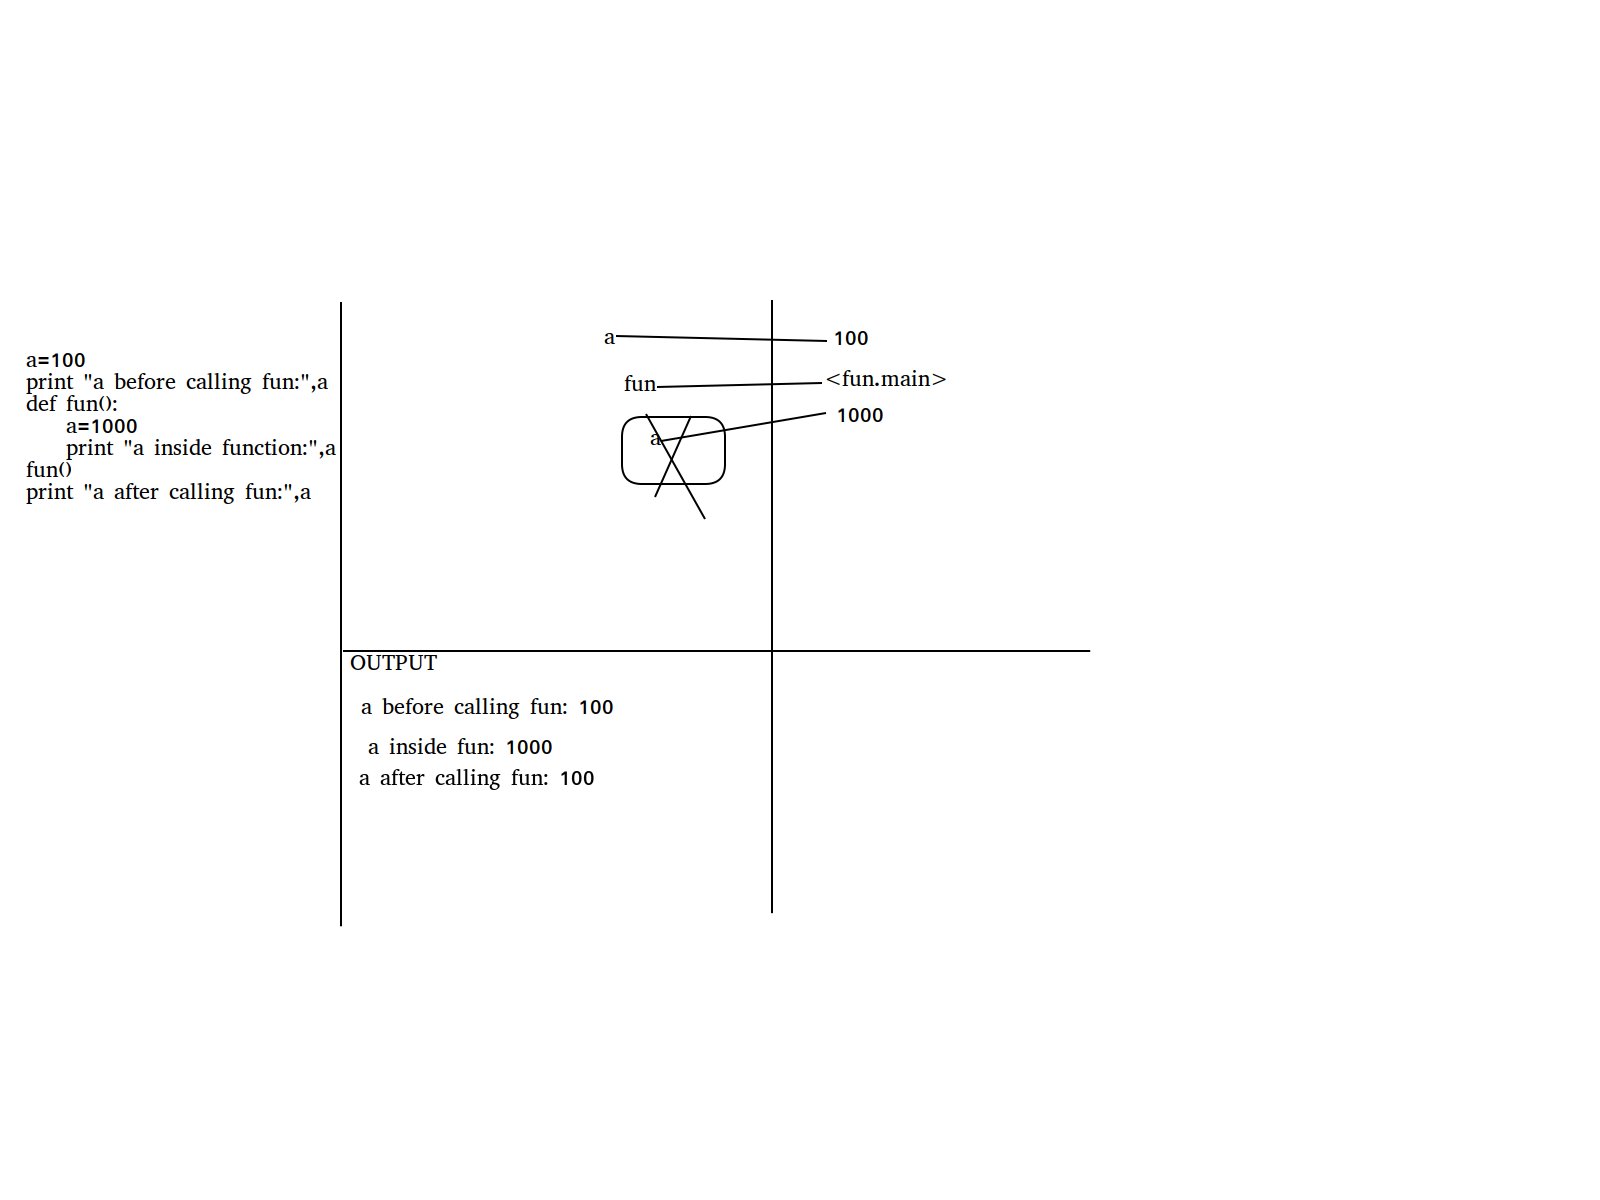 a=100
print "a before calling fun:",a
def fun():
    a=1000
    print "a inside function:",a
fun()
print "a after calling fun:",a
a
100
fun
<fun.main>
a
1000
OUTPUT
a before calling fun: 100
a inside fun: 1000
a after calling fun: 100